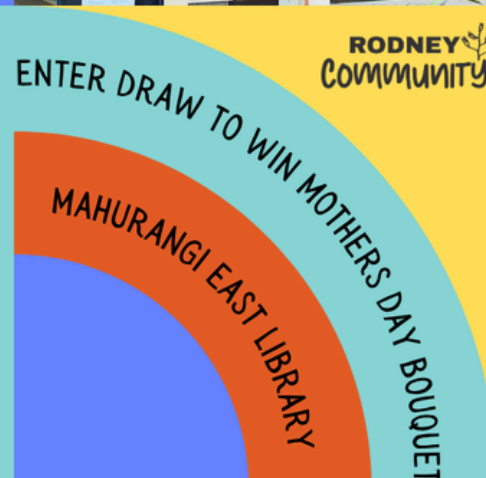 RODNEY
COMMUNITY
ENTER DRAW TO WIN MOTHERS DAY BOUQUET
MAHURANGI EAST LIBRARY